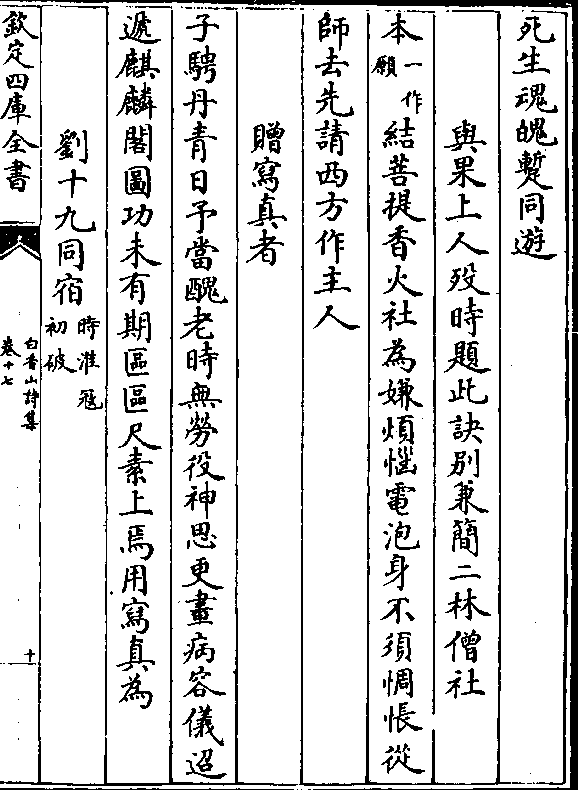 死生魂魄暫同遊
與果上人歿時題此訣別兼簡二林僧社
本一作願結菩提香火社為嫌煩惱電泡身不須惆悵從
師去先請西方作主人
贈寫真者
子騁丹青日予當醜老時無勞役神思更畫病容儀迢
遞麒麟閣圖功未有期區區尺素上焉用寫真為
劉十九同宿時淮寇初破
欽定四庫全書
白香山詩集
卷十七
十